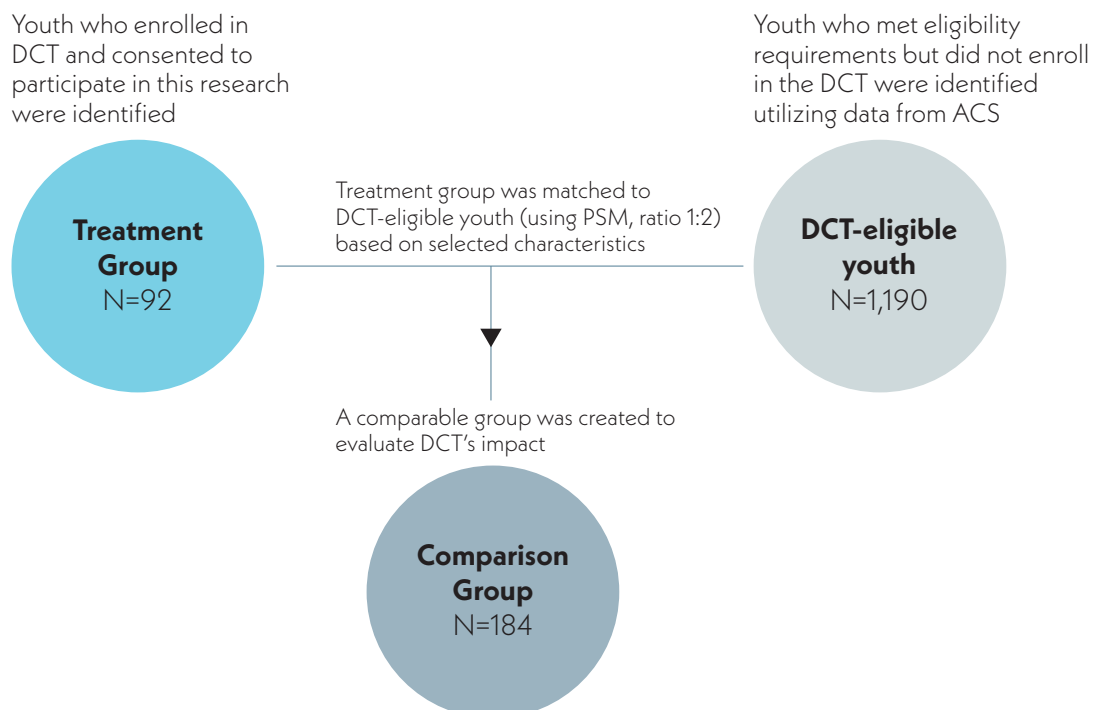 Youth who enrolled in
DCT and consented to
participate in this research
were identified
Youth who met eligibility
requirements but did not enroll
in the DCT were identified
utilizing data from ACS
Treatment
Group
N=92
Treatment group was matched to
DCT-eligible youth (using PSM, ratio 1:2)
based on selected characteristics
DCT-eligible
youth
N=1,190
A comparable group was created to
evaluate DCT’s impact
Comparison
Group
N=184